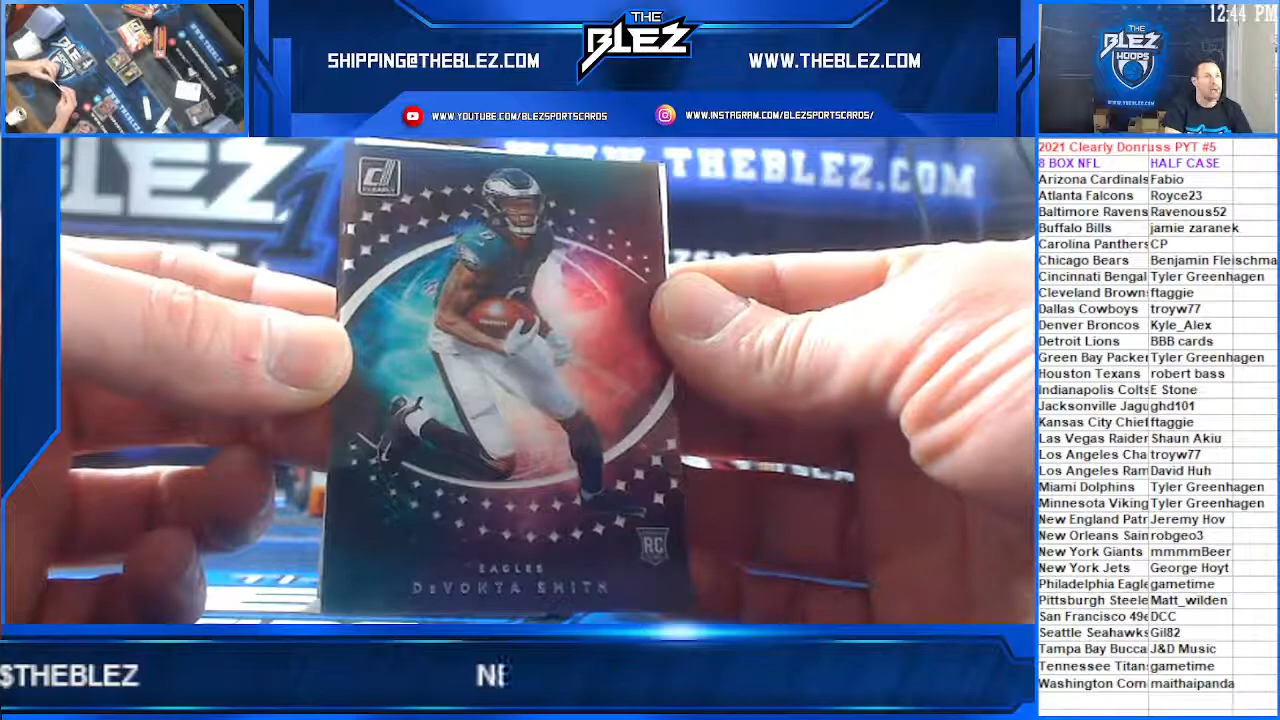 12:44 PM
THE
BLEZ
SHIPPING@THEBLEZ.COM
WWW.THEBLEZ.COM
WWW.YOUTUBE.COM/BLEZSPORTSCARDS
WWW.INSTAGRAM.COM/BLEZSPORTSCARDS/
THE
BLEZ
HOOPS
WWW.THEBLEZ.COM
WWW.THEBLEZ.COM
BLEZ
d
CLEARLY
RC
EAGLES
DeVONTA SMITH
$THEBLEZ
2021 Clearly Donruss PYT #5
8 BOX NFL HALF CASE
Arizona Cardinals Fabio
Atlanta Falcons Royce23
Baltimore Ravens Ravenous52
Buffalo Bills jamie zaranek
Carolina Panthers CP
Chicago Bears Benjamin Fleischma
Cincinnati Bengal Tyler Greenhagen
Cleveland Browns ftaggie
Dallas Cowboys troyw77
Denver Broncos Kyle_Alex
Detroit Lions BBB cards
Green Bay Packer Tyler Greenhagen
Houston Texans robert bass
Indianapolis Colts E Stone
Jacksonville Jagu ghd101
Kansas City Chief ftaggie
Las Vegas Raider Shaun Akiu
Los Angeles Cha troyw77
Los Angeles Ram David Huh
Miami Dolphins Tyler Greenhagen
Minnesota Viking Tyler Greenhagen
New England Patr Jeremy Hov
New Orleans Sain robgeo3
New York Giants mmmmBeer
New York Jets George Hoyt
Philadelphia Eagle gametime
Pittsburgh Steele Matt_wilden
San Francisco 49e DCC
Seattle Seahawks Gil82
Tampa Bay Bucca J&D Music
Tennessee Titan gametime
Washington Com maithaipanda